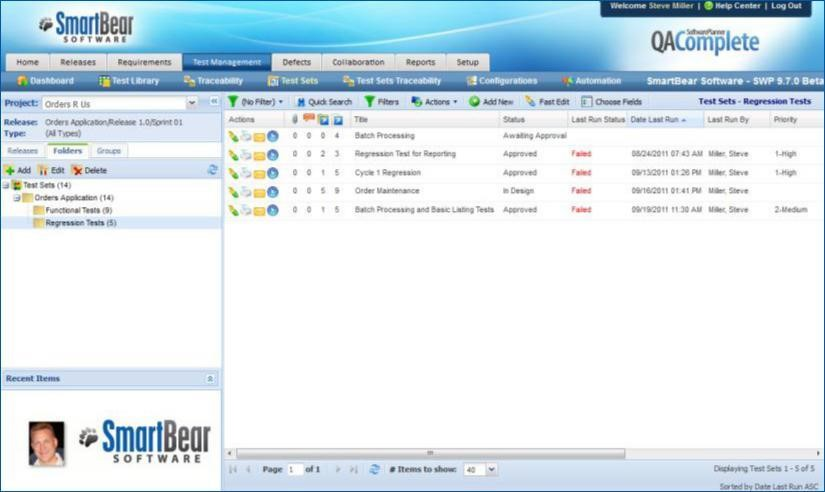 Welcome Steve Miller | Help Center | Log Out
SmartBear
SOFTWARE
SoftwarePlanner
QAComplete
Home Releases Requirements Test Management Defects Collaboration Reports Setup
Dashboard Test Library Traceability Test Sets Test Sets Traceability Configurations Automation SmartBear Software - SWP 9.7.0 Beta
Project: Orders R Us
Release: Orders Application/Release 1.0/Sprint 01
Type: (All Types)
Releases Folders Groups
Add Edit Delete
Test Sets (14)
Orders Application (14)
Functional Tests (9)
Regression Tests (5)
(No Filter) Quick Search Filters Actions Add New Fast Edit Choose Fields Test Sets - Regression Tests
Actions Title Status Last Run Status Date Last Run Last Run By Priority
0 0 0 4 Batch Processing Awaiting Approval
0 0 2 3 Regression Test for Reporting Approved Failed 08/24/2011 07:43 AM Miller, Steve 1-High
0 0 1 5 Cycle 1 Regression Approved Failed 09/13/2011 01:26 PM Miller, Steve 1-High
0 0 5 9 Order Maintenance In Design Failed 09/16/2011 01:41 PM Miller, Steve
0 0 1 5 Batch Processing and Basic Listing Tests Approved Failed 09/19/2011 11:30 AM Miller, Steve 2-Medium
Recent Items
SmartBear
SOFTWARE
Page 1 of 1 # Items to show: 40 Displaying Test Sets 1 - 5 of 5
Sorted by Date Last Run ASC